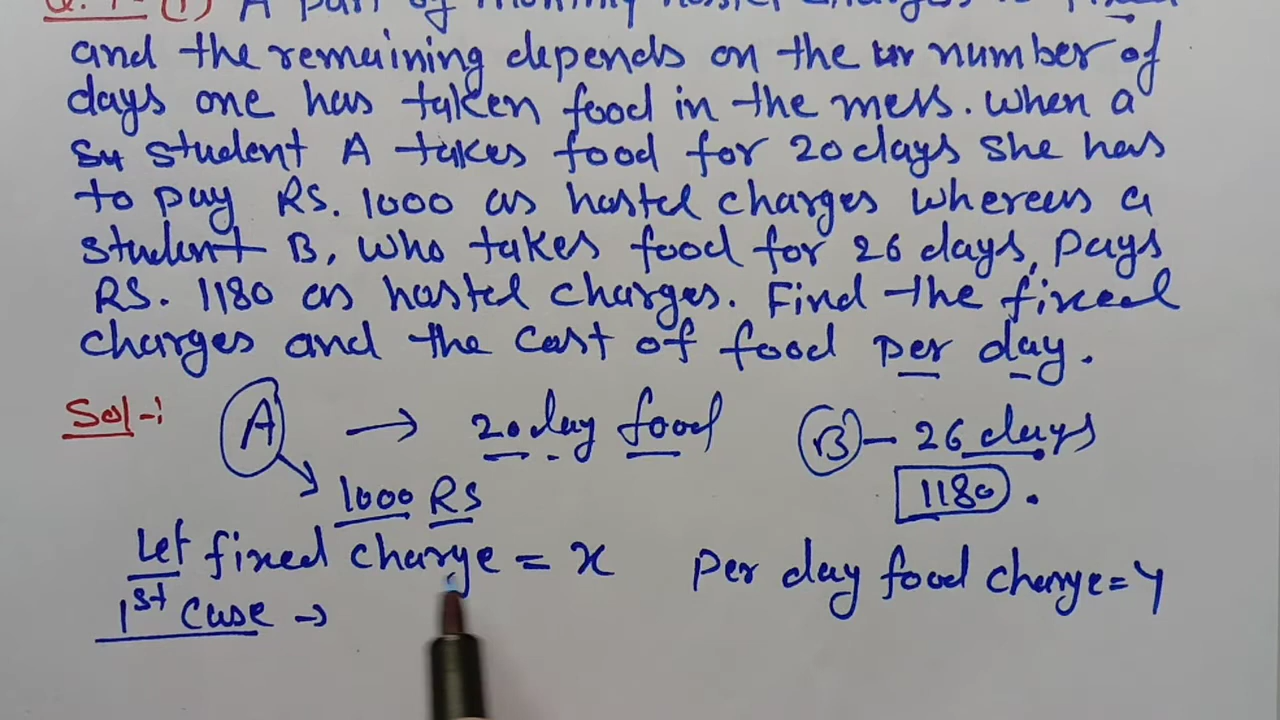 and the remaining depends on the number of
days one has taken food in the mess. When a
student A takes food for 20 days she has
to pay RS. 1000 as hostel charges whereas a
student B, who takes food for 26 days, pays
RS. 1180 as hostel charges. Find the fixed
charges and the cost of food per day.
Sol-:
A → 20 day food
B - 26 days
1000 RS
1180.
Let fixed charge = x
Per day food charge = y
1st case →